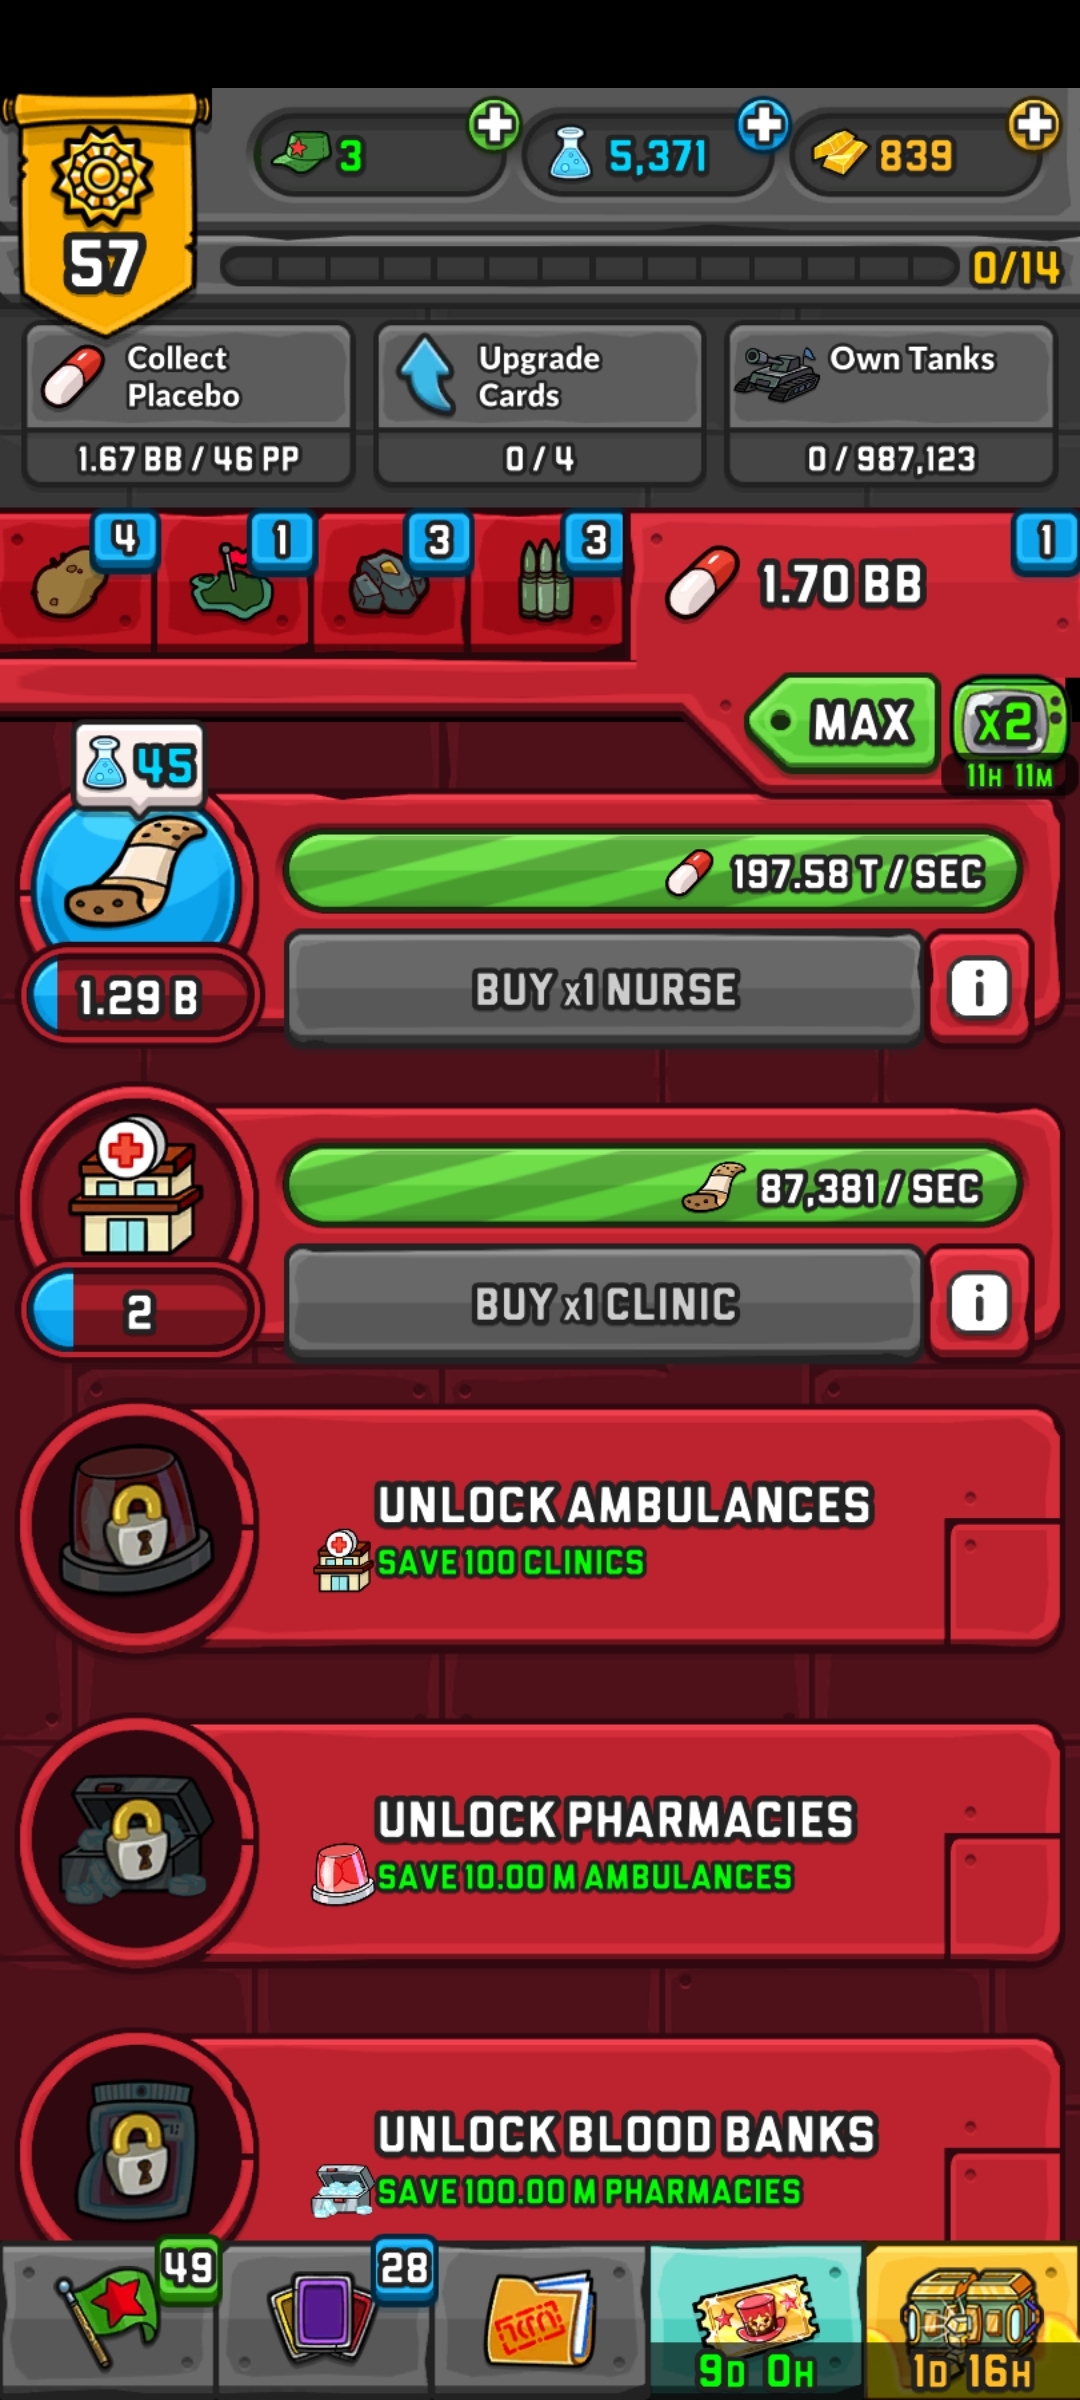 3
5,371
839
57
0/14
Collect
Placebo
1.67 BB / 46 PP
Upgrade
Cards
0 / 4
Own Tanks
0 / 987,123
4
1
3
3
1.70 BB
1
MAX
x2
11H 11M
45
197.58 T / SEC
1.29 B
BUY x1 NURSE
i
87,381 / SEC
2
BUY x1 CLINIC
i
UNLOCK AMBULANCES
SAVE 100 CLINICS
UNLOCK PHARMACIES
SAVE 10.00 M AMBULANCES
UNLOCK BLOOD BANKS
SAVE 100.00 M PHARMACIES
49
28
9D 0H
1D 16H